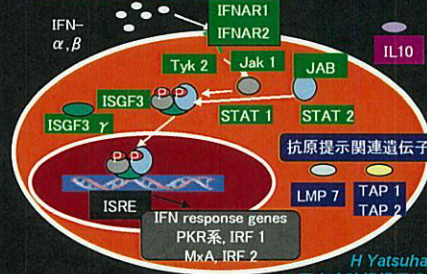 IFN-
α,β
IFNAR1
IFNAR2
IL10
Tyk 2
Jak 1
JAB
ISGF3
P
P
ISGF3 γ
STAT 1
STAT 2
抗原提示関連遺伝子
P
P
LMP 7
TAP 1
TAP 2
ISRE
IFN response genes
PKR系, IRF 1
MxA, IRF 2
H Yatsuha